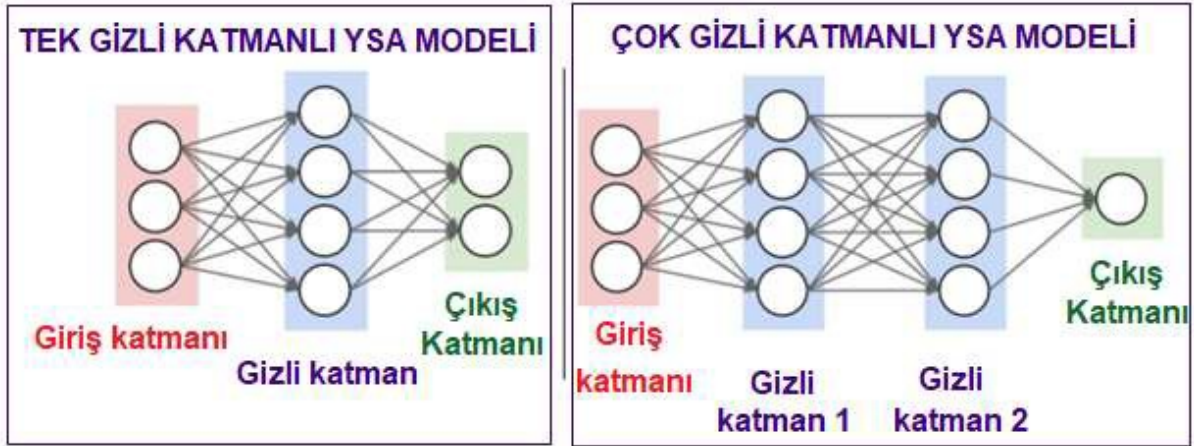 TEK GİZLİ KATMANLI YSA MODELİ
Giriş katmanı
Gizli katman
Çıkış
Katmanı
ÇOK GİZLİ KATMANLI YSA MODELİ
Giriş
katmanı
Gizli
katman 1
Gizli
katman 2
Çıkış
Katmanı